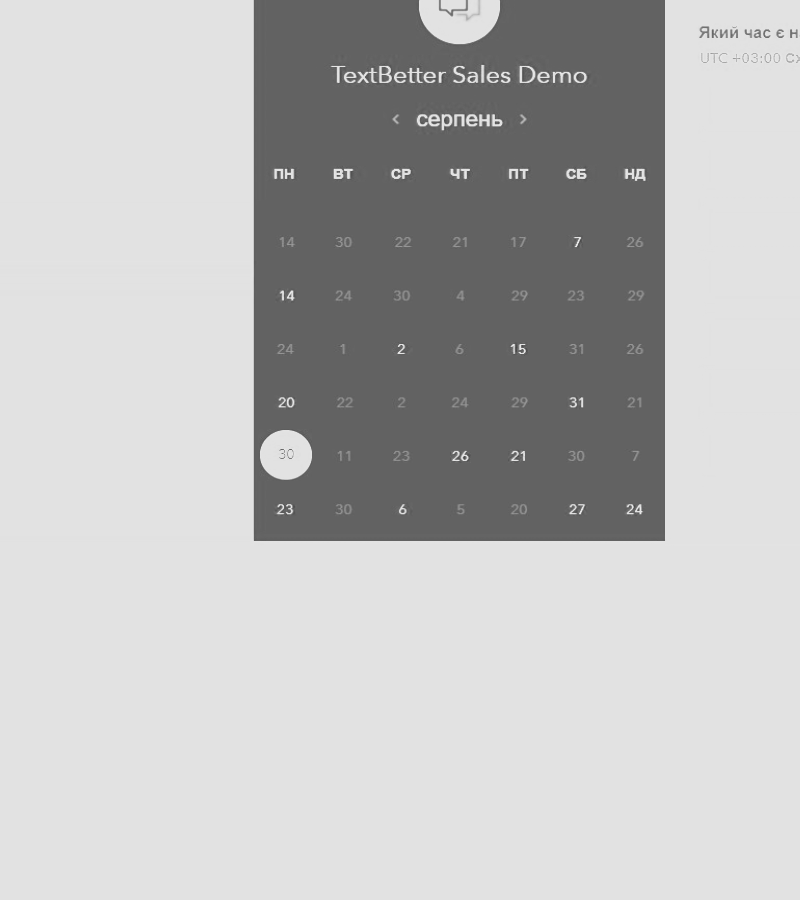 Який час є н
UTC +03:00 Сх
TextBetter Sales Demo
‹ серпень ›
ПН ВТ СР ЧТ ПТ СБ НД
14 30 22 21 17 7 26
14 24 30 4 29 23 29
24 1 2 6 15 31 26
20 22 2 24 29 31 21
30 11 23 26 21 30 7
23 30 6 5 20 27 24